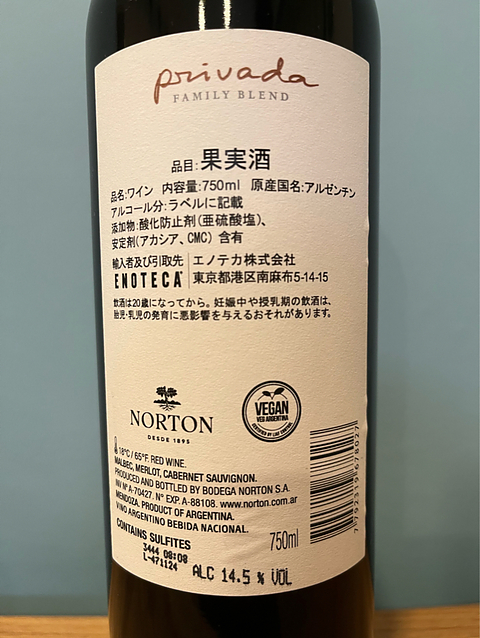 privada
FAMILY BLEND
品目:果実酒
品名:ワイン 内容量:750ml 原産国名:アルゼンチン
アルコール分:ラベルに記載
添加物:酸化防止剤(亜硫酸塩)、
安定剤(アカシア、CMC) 含有
輸入者及び引取先 エノテカ株式会社
ENOTECA 東京都港区南麻布5-14-15
飲酒は20歳になってから。妊娠中や授乳期の飲酒は、
胎児・乳児の発育に悪影響を与えるおそれがあります。
NORTON
DESDE 1895
VEGAN
VEG ARGENTINA
18°C / 65°F. RED WINE.
MALBEC, MERLOT, CABERNET SAUVIGNON.
PRODUCED AND BOTTLED BY BODEGA NORTON S.A.
INV Nº A-70427. Nº EXP. A-88108. www.norton.com.ar
MENDOZA, PRODUCT OF ARGENTINA.
VINO ARGENTINO BEBIDA NACIONAL.
CONTAINS SULFITES
3444 08:08
L-471124
ALC 14.5 % VOL
750ml